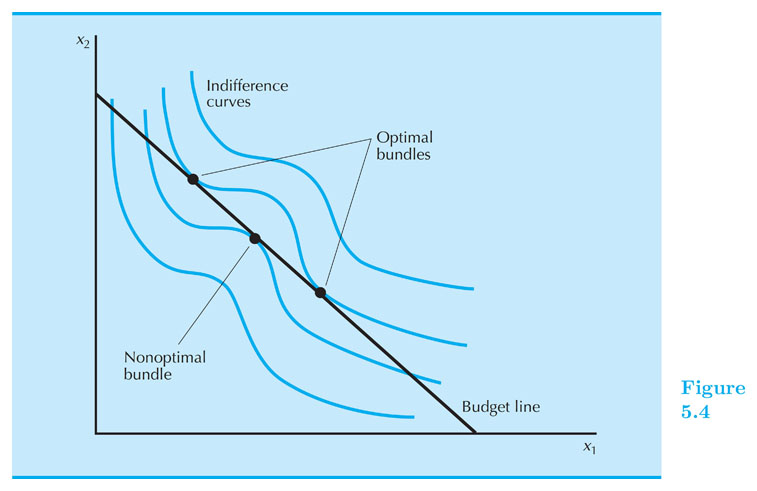 x2
Indifference
curves
Optimal
bundles
Nonoptimal
bundle
Budget line
x1
Figure
5.4